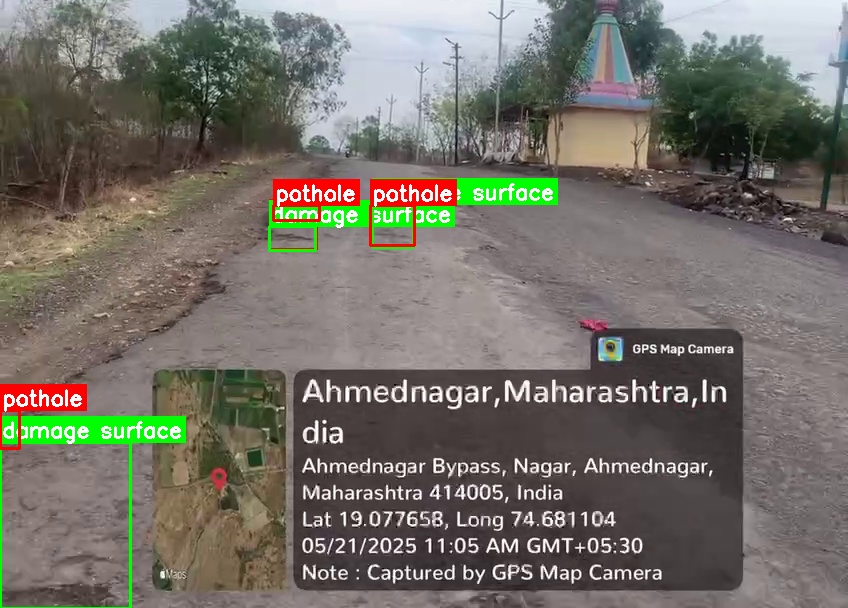 pothole
pothole e surface
damage surface
pothole
damage surface
GPS Map Camera
Ahmednagar,Maharashtra,In
dia
Ahmednagar Bypass, Nagar, Ahmednagar,
Maharashtra 414005, India
Lat 19.077658, Long 74.681104
05/21/2025 11:05 AM GMT+05:30
Note : Captured by GPS Map Camera
Maps